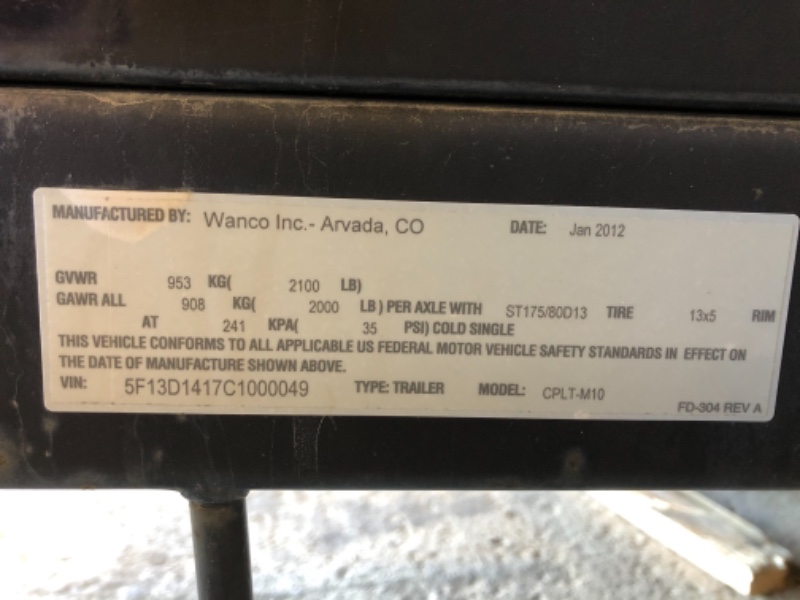 MANUFACTURED BY: Wanco Inc.- Arvada, CO DATE: Jan 2012
GVWR 953 KG( 2100 LB)
GAWR ALL 908 KG( 2000 LB ) PER AXLE WITH ST175/80D13 TIRE 13x5 RIM
AT 241 KPA( 35 PSI) COLD SINGLE
THIS VEHICLE CONFORMS TO ALL APPLICABLE US FEDERAL MOTOR VEHICLE SAFETY STANDARDS IN EFFECT ON
THE DATE OF MANUFACTURE SHOWN ABOVE.
VIN: 5F13D1417C1000049 TYPE: TRAILER MODEL: CPLT-M10
FD-304 REV A